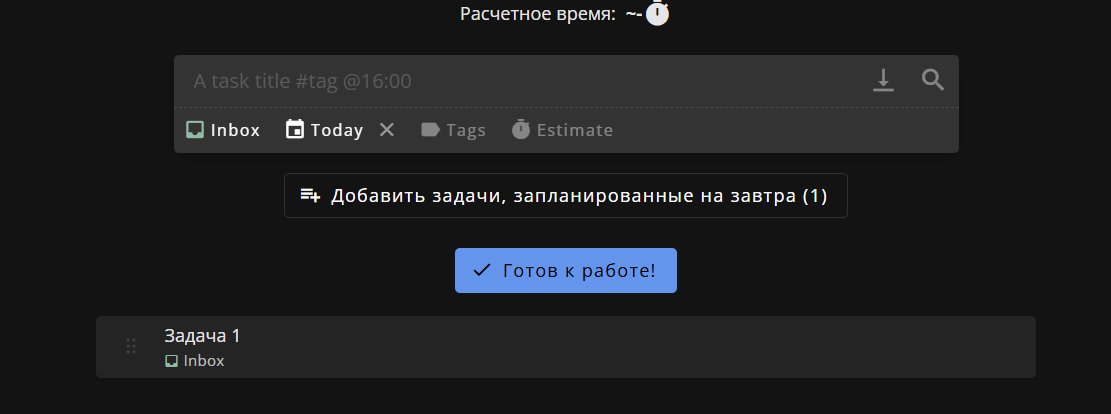 Расчетное время: ~-
A task title #tag @16:00
Inbox Today Tags Estimate
Добавить задачи, запланированные на завтра (1)
Готов к работе!
Задача 1
Inbox